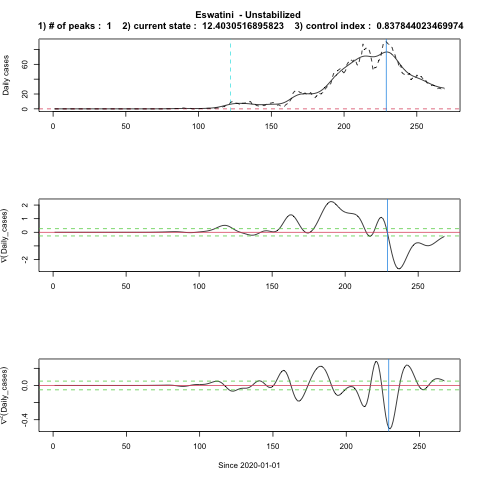 Eswatini - Unstabilized
1) # of peaks : 1 2) current state : 12.4030516895823 3) control index : 0.837844023469974
Daily cases
0 20 60
0 50 100 150 200 250
∇(Daily_cases)
-2 0 1 2
0 50 100 150 200 250
∇²(Daily_cases)
-0.4 0.0
0 50 100 150 200 250
Since 2020-01-01